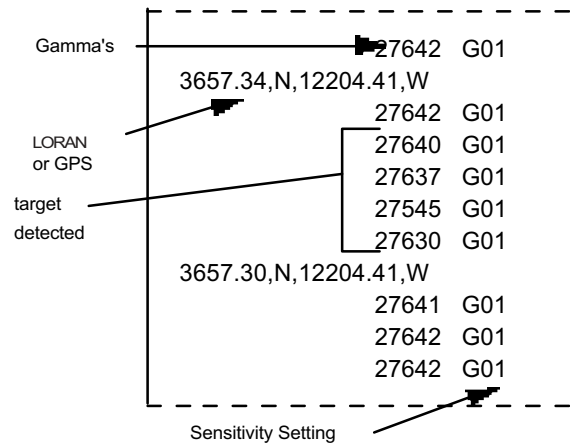 Gamma's
27642 G01
3657.34,N,12204.41,W
LORAN
or GPS
27642 G01
27640 G01
27637 G01
27545 G01
27630 G01
target
detected
3657.30,N,12204.41,W
27641 G01
27642 G01
27642 G01
Sensitivity Setting